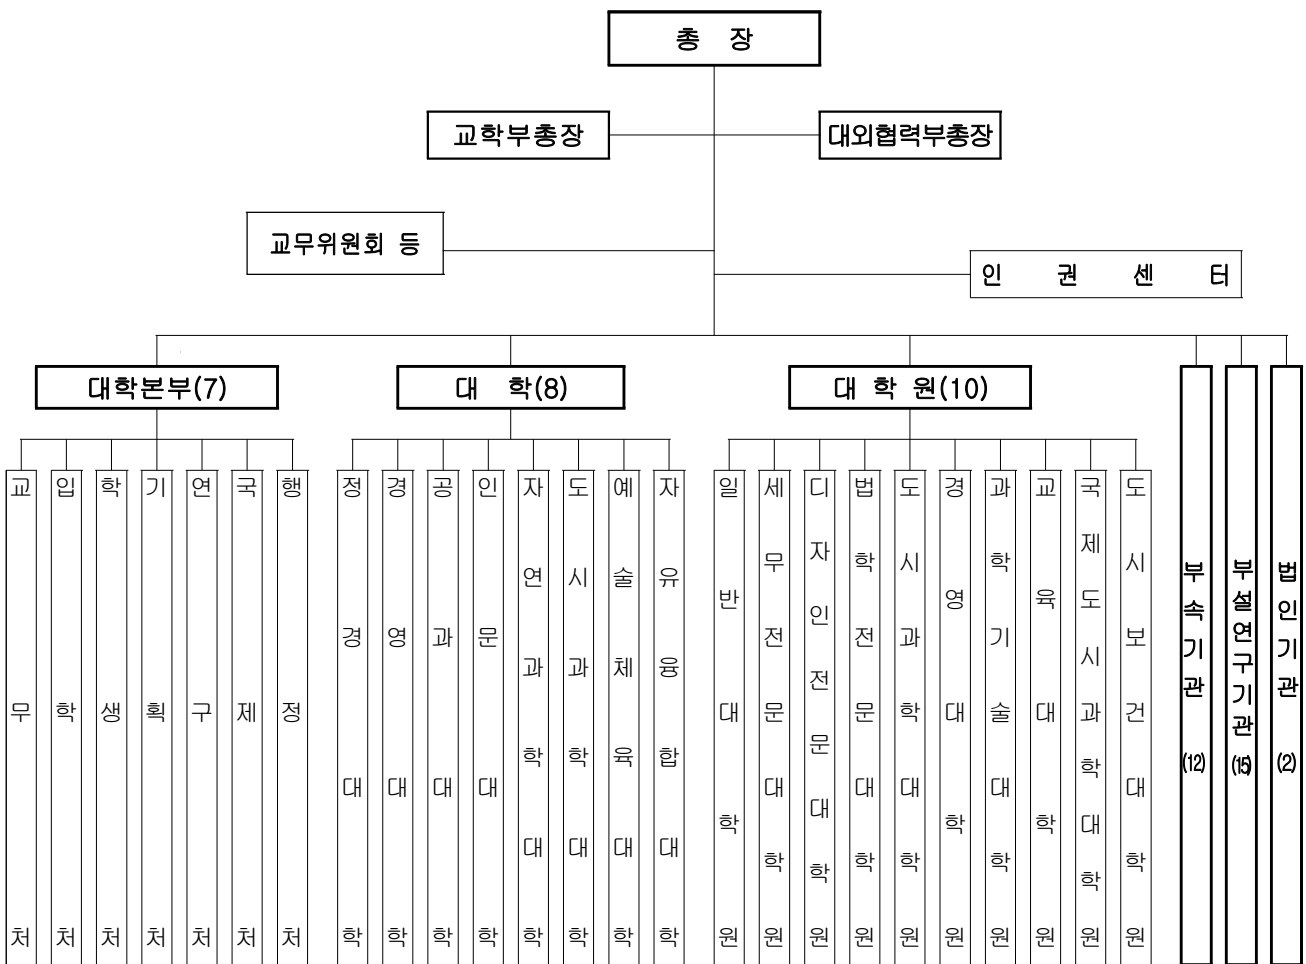 총 장
교학부총장
대외협력부총장
교무위원회 등
인 권 센 터
대학본부(7)
대 학(8)
대 학 원(10)
교무처
입학처
학생처
기획처
연구처
국제처
행정처
정경대학
경영대학
공과대학
인문대학
자연과학대학
도시과학대학
예술체육대학
자유융합대학
일반대학원
세무전문대학원
디자인전문대학원
법학전문대학원
도시과학대학원
경영대학원
과학기술대학원
교육대학원
국제도시과학대학원
도시보건대학원
부속기관 (12)
부설연구기관 (15)
법인기관 (2)